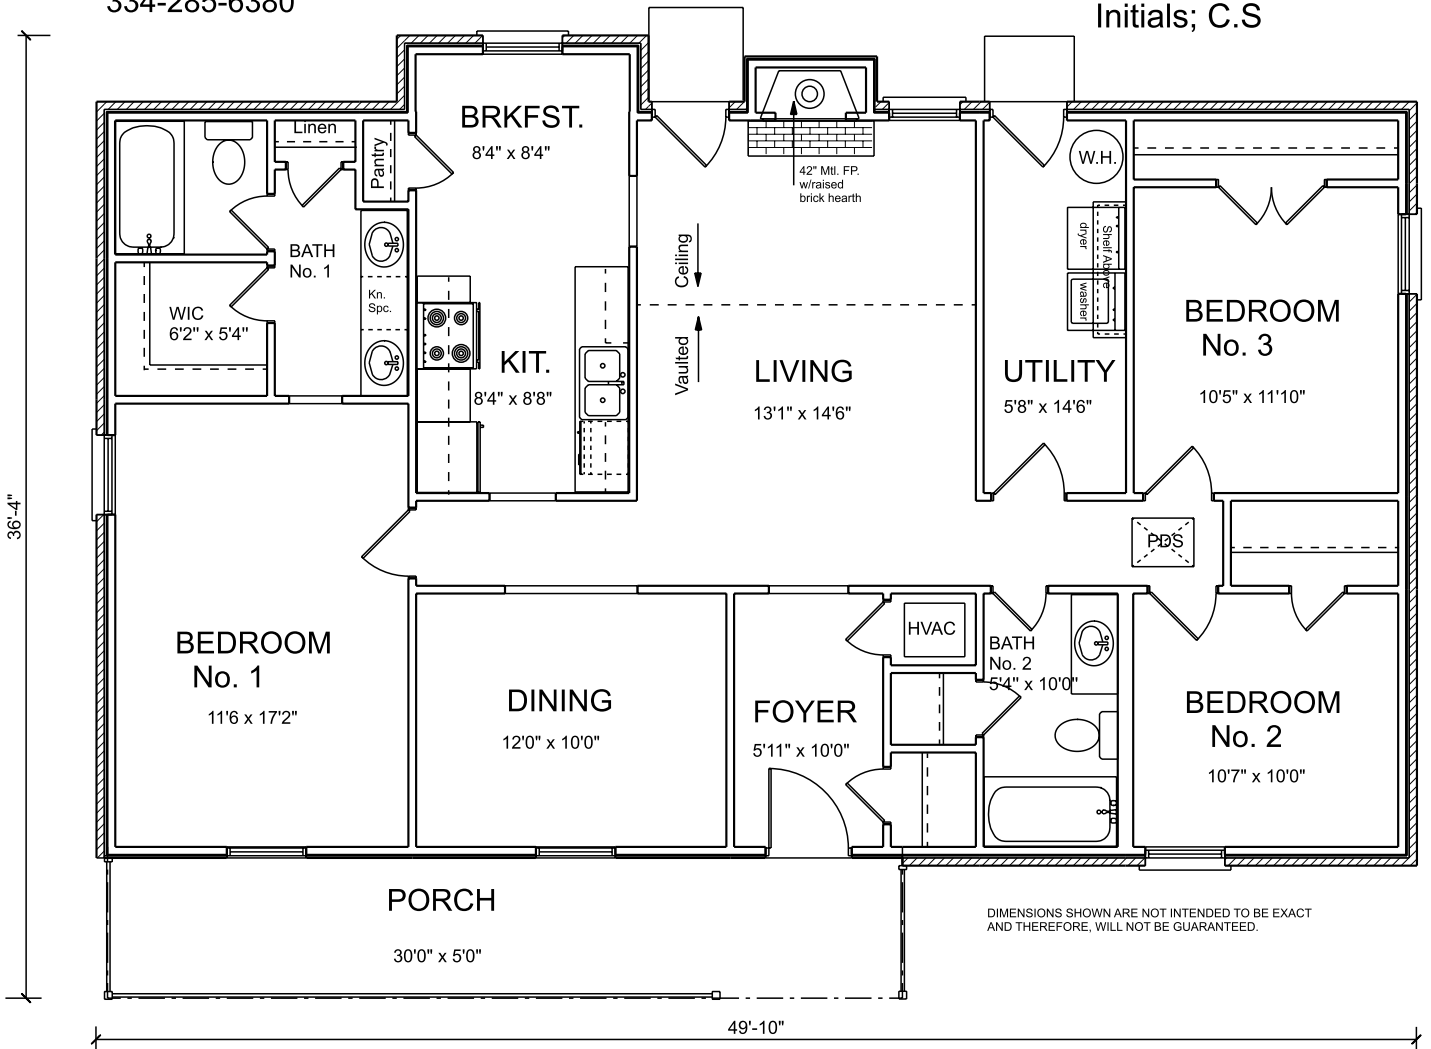 334-285-6380
Initials; C.S
BRKFST.
8'4" x 8'4"
Linen
Pantry
W.H.
42" Mtl. FP.
w/raised
brick hearth
BATH
No. 1
Ceiling
dryer
Shelf Above
washer
WIC
6'2" x 5'4"
Kn.
Spc.
BEDROOM
No. 3
10'5" x 11'10"
KIT.
8'4" x 8'8"
Vaulted
LIVING
13'1" x 14'6"
UTILITY
5'8" x 14'6"
36'-4"
PDS
BEDROOM
No. 1
11'6 x 17'2"
DINING
12'0" x 10'0"
FOYER
5'11" x 10'0"
HVAC
BATH
No. 2
5'4" x 10'0"
BEDROOM
No. 2
10'7" x 10'0"
PORCH
30'0" x 5'0"
DIMENSIONS SHOWN ARE NOT INTENDED TO BE EXACT
AND THEREFORE, WILL NOT BE GUARANTEED.
49'-10"